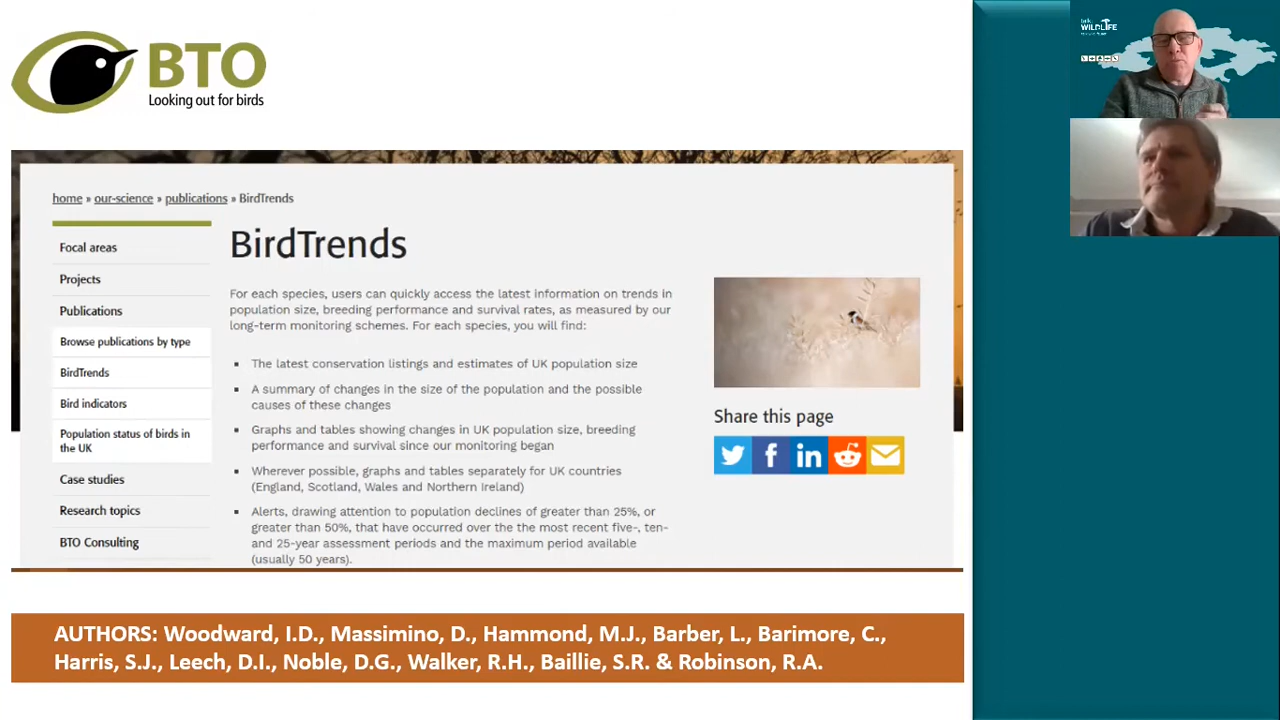 BTO
Looking out for birds
home » our-science » publications » BirdTrends
Focal areas
Projects
Publications
Browse publications by type
BirdTrends
Bird indicators
Population status of birds in
the UK
Case studies
Research topics
BTO Consulting
BirdTrends
For each species, users can quickly access the latest information on trends in
population size, breeding performance and survival rates, as measured by our
long-term monitoring schemes. For each species, you will find:
▪ The latest conservation listings and estimates of UK population size
▪ A summary of changes in the size of the population and the possible
causes of these changes
▪ Graphs and tables showing changes in UK population size, breeding
performance and survival since our monitoring began
▪ Wherever possible, graphs and tables separately for UK countries
(England, Scotland, Wales and Northern Ireland)
▪ Alerts, drawing attention to population declines of greater than 25%, or
greater than 50%, that have occurred over the the most recent five-, ten-
and 25-year assessment periods and the maximum period available
(usually 50 years).
Share this page
AUTHORS: Woodward, I.D., Massimino, D., Hammond, M.J., Barber, L., Barimore, C.,
Harris, S.J., Leech, D.I., Noble, D.G., Walker, R.H., Baillie, S.R. & Robinson, R.A.
WILDLIFE